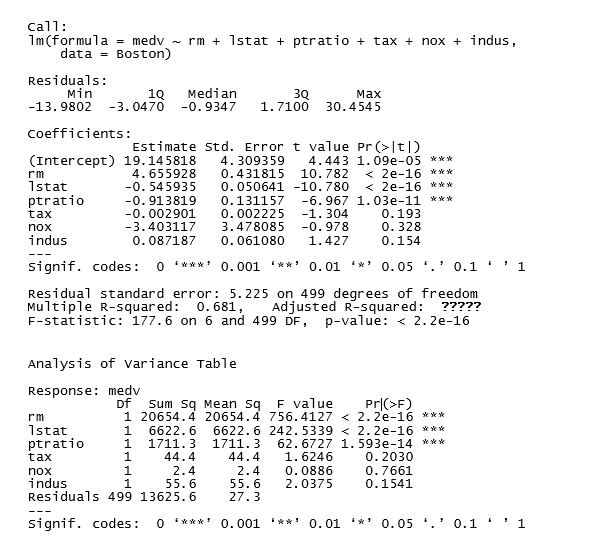 Call:
lm(formula = medv ~ rm + lstat + ptratio + tax + nox + indus,
    data = Boston)
Residuals:
     Min       1Q   Median       3Q      Max
-13.9802  -3.0470  -0.9347   1.7100  30.4545
Coefficients:
             Estimate Std. Error t value Pr(>|t|)
(Intercept) 19.145818   4.309359   4.443 1.09e-05 ***
rm           4.655928   0.431815  10.782  < 2e-16 ***
lstat       -0.545935   0.050641 -10.780  < 2e-16 ***
ptratio     -0.913819   0.131157  -6.967 1.03e-11 ***
tax         -0.002901   0.002225  -1.304    0.193
nox         -3.403117   3.478085  -0.978    0.328
indus        0.087187   0.061080   1.427    0.154
---
Signif. codes:  0 ‘***’ 0.001 ‘**’ 0.01 ‘*’ 0.05 ‘.’ 0.1 ‘ ’ 1
Residual standard error: 5.225 on 499 degrees of freedom
Multiple R-squared:  0.681,    Adjusted R-squared:  ?????
F-statistic: 177.6 on 6 and 499 DF,  p-value: < 2.2e-16
Analysis of Variance Table
Response: medv
           Df  Sum Sq Mean Sq  F value    Pr(>F)
rm          1 20654.4 20654.4 756.4127 < 2.2e-16 ***
lstat       1  6622.6  6622.6 242.5339 < 2.2e-16 ***
ptratio     1  1711.3  1711.3  62.6727 1.593e-14 ***
tax         1    44.4    44.4   1.6246    0.2030
nox         1     2.4     2.4   0.0886    0.7661
indus       1    55.6    55.6   2.0375    0.1541
Residuals 499 13625.6    27.3
---
Signif. codes:  0 ‘***’ 0.001 ‘**’ 0.01 ‘*’ 0.05 ‘.’ 0.1 ‘ ’ 1